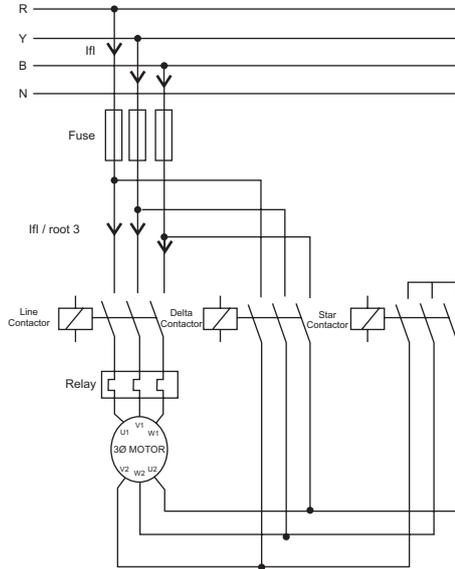 R
Y
Ifl
B
N
Fuse
Ifl / root 3
Line
Contactor
Delta
Contactor
Star
Contactor
Relay
U1 V1 W1
3Ø MOTOR
V2 W2 U2